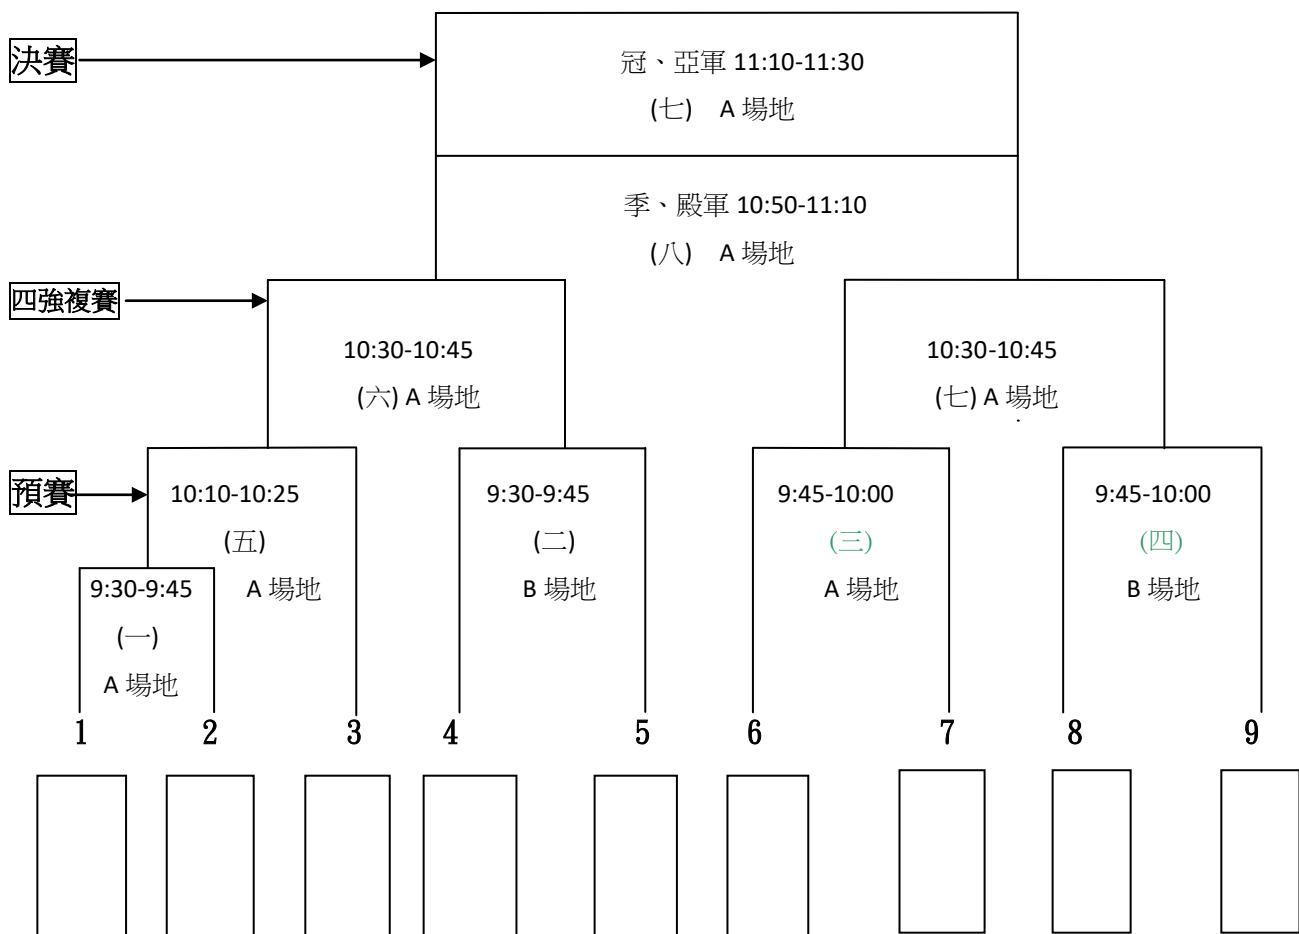 決賽
冠、亞軍 11:10-11:30
(七) A 場地
季、殿軍 10:50-11:10
(八) A 場地
四強複賽
10:30-10:45
(六) A 場地
10:30-10:45
(七) A 場地
預賽
10:10-10:25
(五)
A 場地
9:30-9:45
(二)
B 場地
9:45-10:00
(三)
A 場地
9:45-10:00
(四)
B 場地
9:30-9:45
(一)
A 場地
1 2 3 4 5 6 7 8 9